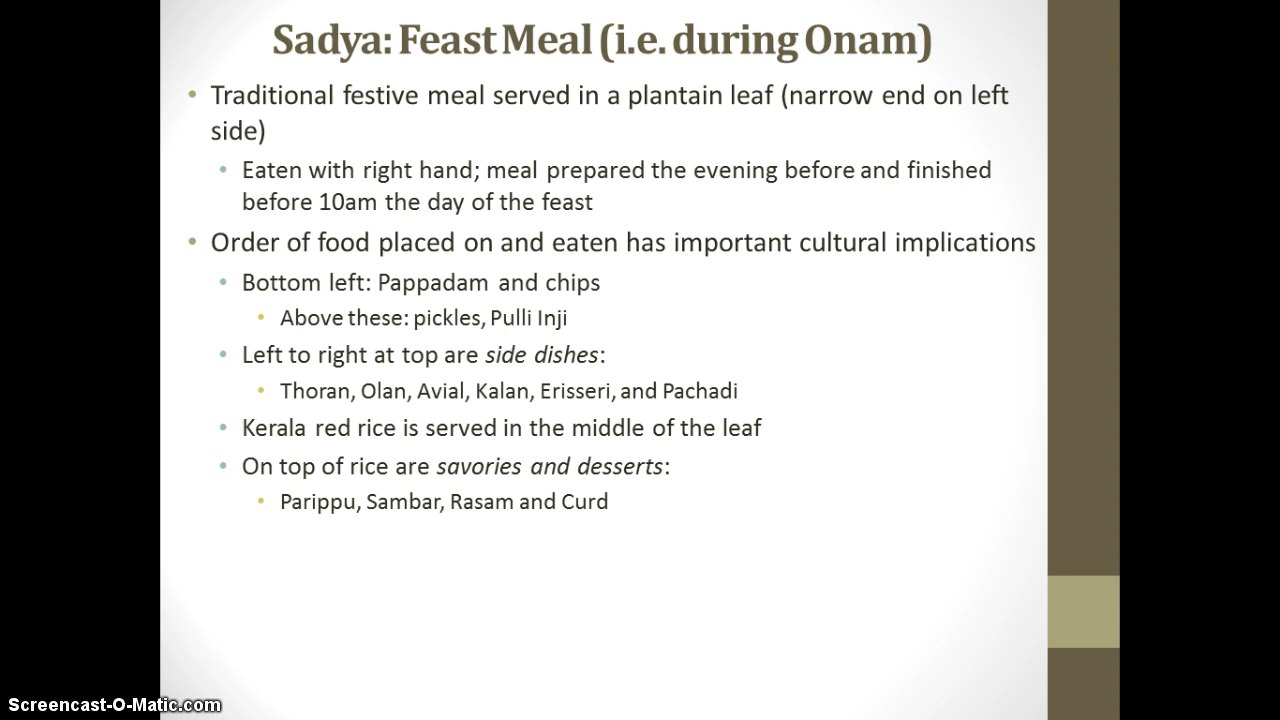 Sadya: Feast Meal (i.e. during Onam)
• Traditional festive meal served in a plantain leaf (narrow end on left
side)
• Eaten with right hand; meal prepared the evening before and finished
before 10am the day of the feast
• Order of food placed on and eaten has important cultural implications
• Bottom left: Pappadam and chips
• Above these: pickles, Pulli Inji
• Left to right at top are side dishes:
• Thoran, Olan, Avial, Kalan, Erisseri, and Pachadi
• Kerala red rice is served in the middle of the leaf
• On top of rice are savories and desserts:
• Parippu, Sambar, Rasam and Curd
Screencast-O-Matic.com